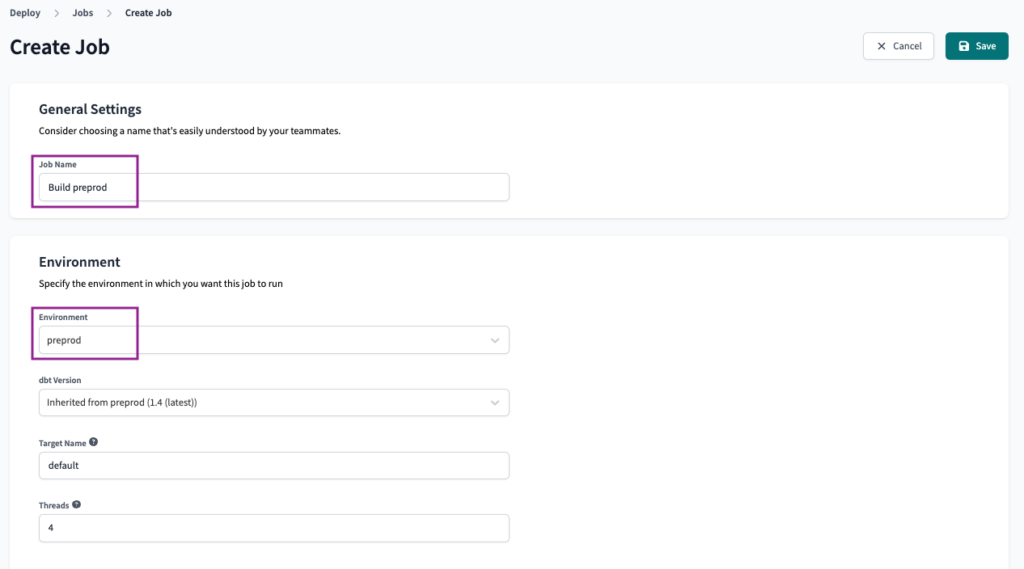 Deploy > Jobs > Create Job
Create Job
Cancel
Save
General Settings
Consider choosing a name that's easily understood by your teammates.
Job Name
Build preprod
Environment
Specify the environment in which you want this job to run
Environment
preprod
dbt Version
Inherited from preprod (1.4 (latest))
Target Name
default
Threads
4